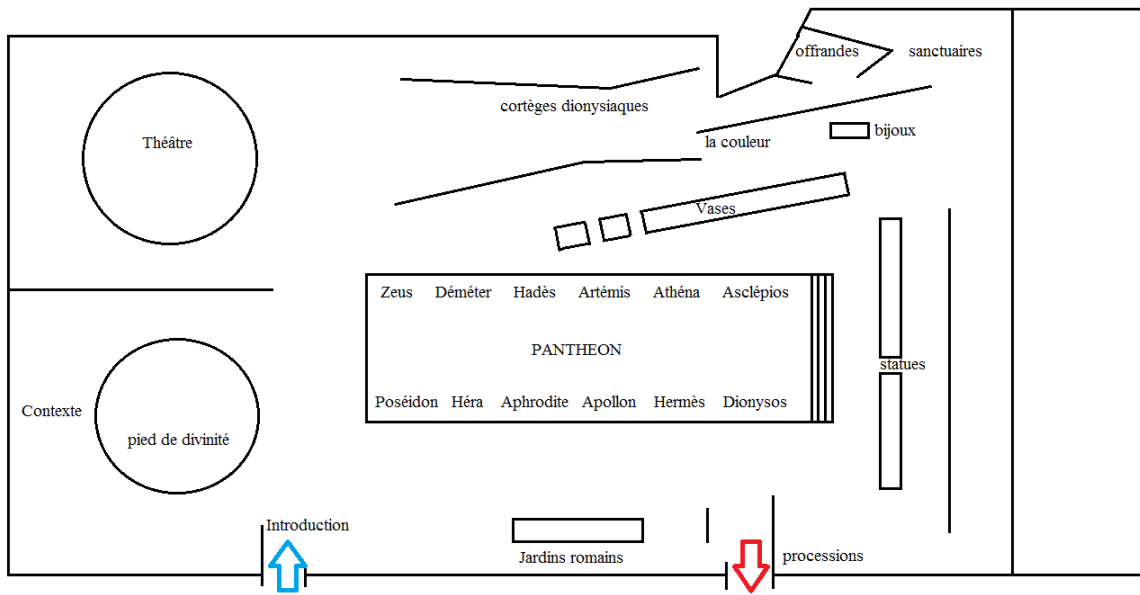 offrandes
sanctuaires
cortèges dionysiaques
bijoux
Théâtre
la couleur
Vases
Zeus Déméter Hadès Artémis Athéna Asclépios
PANTHEON
statues
Poséidon Héra Aphrodite Apollon Hermès Dionysos
Contexte
pied de divinité
Introduction
Jardins romains
processions